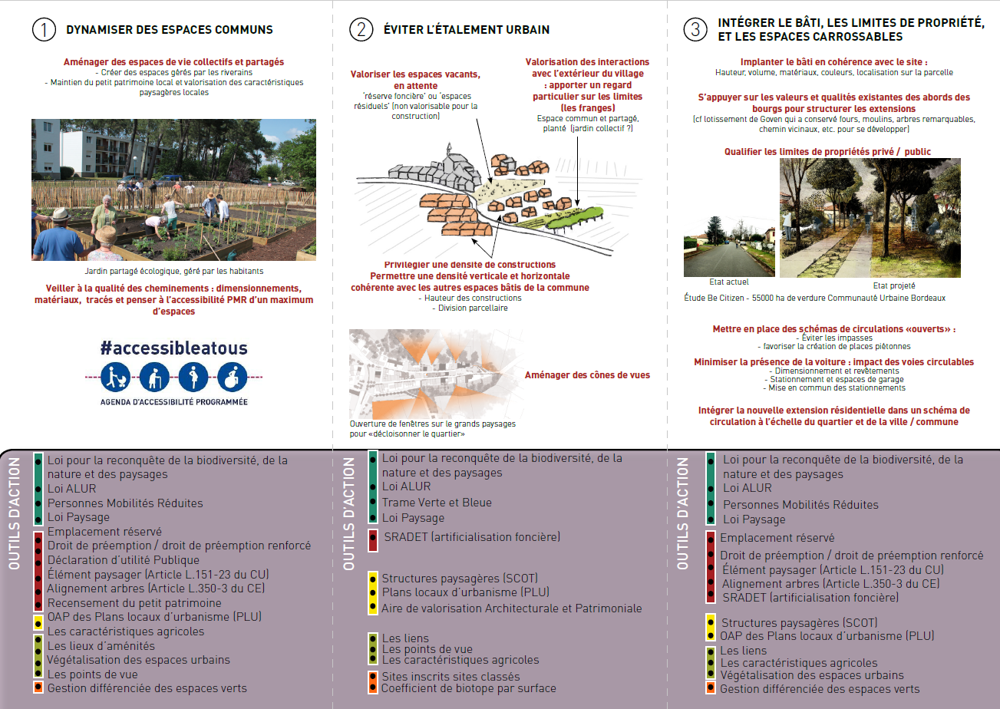 1 DYNAMISER DES ESPACES COMMUNS
Aménager des espaces de vie collectifs et partagés
- Créer des espaces gérés par les riverains
- Maintien du petit patrimoine local et valorisation des caractéristiques
paysagères locales
Jardin partagé écologique, géré par les habitants
Veiller à la qualité des cheminements : dimensionnements,
matériaux, tracés et penser à l'accessibilité PMR d'un maximum
d'espaces
#accessibleatous
AGENDA D'ACCESSIBILITÉ PROGRAMMÉE
OUTILS D'ACTION
Loi pour la reconquête de la biodiversité, de la
nature et des paysages
Loi ALUR
Personnes Mobilités Réduites
Loi Paysage
Emplacement réservé
Droit de préemption / droit de préemption renforcé
Déclaration d'utilité Publique
Élément paysager (Article L.151-23 du CU)
Alignement arbres (Article L.350-3 du CE)
Recensement du petit patrimoine
OAP des Plans locaux d'urbanisme (PLU)
Les caractéristiques agricoles
Les lieux d'aménités
Végétalisation des espaces urbains
Les points de vue
Gestion différenciée des espaces verts
2 ÉVITER L'ÉTALEMENT URBAIN
Valoriser les espaces vacants,
en attente
'réserve foncière' ou 'espaces
résiduels' (non valorisable pour la
construction)
Valorisation des interactions
avec l'extérieur du village
: apporter un regard
particulier sur les limites
(les franges)
Espace commun et partagé,
planté (jardin collectif ?)
Privilégier une densité de constructions
Permettre une densité verticale et horizontale
cohérente avec les autres espaces bâtis de la commune
- Hauteur des constructions
- Division parcellaire
Aménager des cônes de vues
Ouverture de fenêtres sur le grands paysages
pour «décloisonner le quartier»
OUTILS D'ACTION
Loi pour la reconquête de la biodiversité, de la
nature et des paysages
Loi ALUR
Trame Verte et Bleue
Loi Paysage
SRADET (artificialisation foncière)
Structures paysagères (SCOT)
Plans locaux d'urbanisme (PLU)
Aire de valorisation Architecturale et Patrimoniale
Les liens
Les points de vue
Les caractéristiques agricoles
Sites inscrits sites classés
Coefficient de biotope par surface
3 INTÉGRER LE BÂTI, LES LIMITES DE PROPRIÉTÉ,
ET LES ESPACES CARROSSABLES
Implanter le bâti en cohérence avec le site :
Hauteur, volume, matériaux, couleurs, localisation sur la parcelle
S'appuyer sur les valeurs et qualités existantes des abords des
bourgs pour structurer les extensions
(cf lotissement de Goven qui a conservé fours, moulins, arbres remarquables,
chemin vicinaux, etc. pour se développer)
Qualifier les limites de propriétés privé / public
Etat actuel
Etat projeté
Étude Be Citizen - 55000 ha de verdure Communauté Urbaine Bordeaux
Mettre en place des schémas de circulations «ouverts» :
- Éviter les impasses
- favoriser la création de places piétonnes
Minimiser la présence de la voiture : impact des voies circulables
- Dimensionnement et revêtements
- Stationnement et espaces de garage
- Mise en commun des stationnements
Intégrer la nouvelle extension résidentielle dans un schéma de
circulation à l'échelle du quartier et de la ville / commune
OUTILS D'ACTION
Loi pour la reconquête de la biodiversité, de la
nature et des paysages
Loi ALUR
Personnes Mobilités Réduites
Loi Paysage
Emplacement réservé
Droit de préemption / droit de préemption renforcé
Élément paysager (Article L.151-23 du CU)
Alignement arbres (Article L.350-3 du CE)
SRADET (artificialisation foncière)
Structures paysagères (SCOT)
OAP des Plans locaux d'urbanisme (PLU)
Les liens
Les caractéristiques agricoles
Végétalisation des espaces urbains
Gestion différenciée des espaces verts